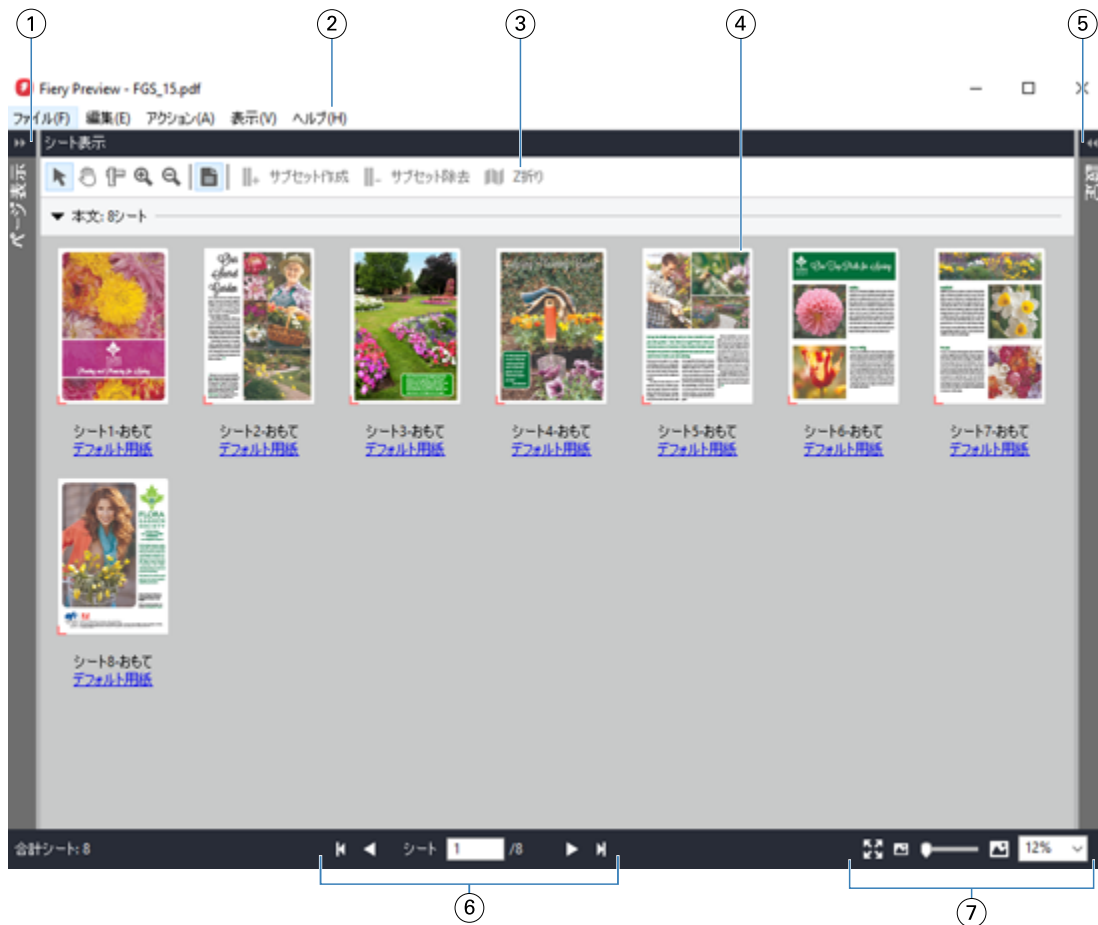 1
2
3
4
5
Fiery Preview - FGS_15.pdf
ファイル(F) 編集(E) アクション(A) 表示(V) ヘルプ(H)
シート表示
ページ表示
設定
サブセット作成 サブセット除去 Z折り
本文: 8シート
Our Secret Garden
シート1-おもて シート2-おもて シート3-おもて シート4-おもて シート5-おもて シート6-おもて シート7-おもて
デフォルト用紙 デフォルト用紙 デフォルト用紙 デフォルト用紙 デフォルト用紙 デフォルト用紙 デフォルト用紙
FLORA
GARDEN
SOCIETY
シート8-おもて
デフォルト用紙
合計シート: 8 シート 1 /8 12%
6
7